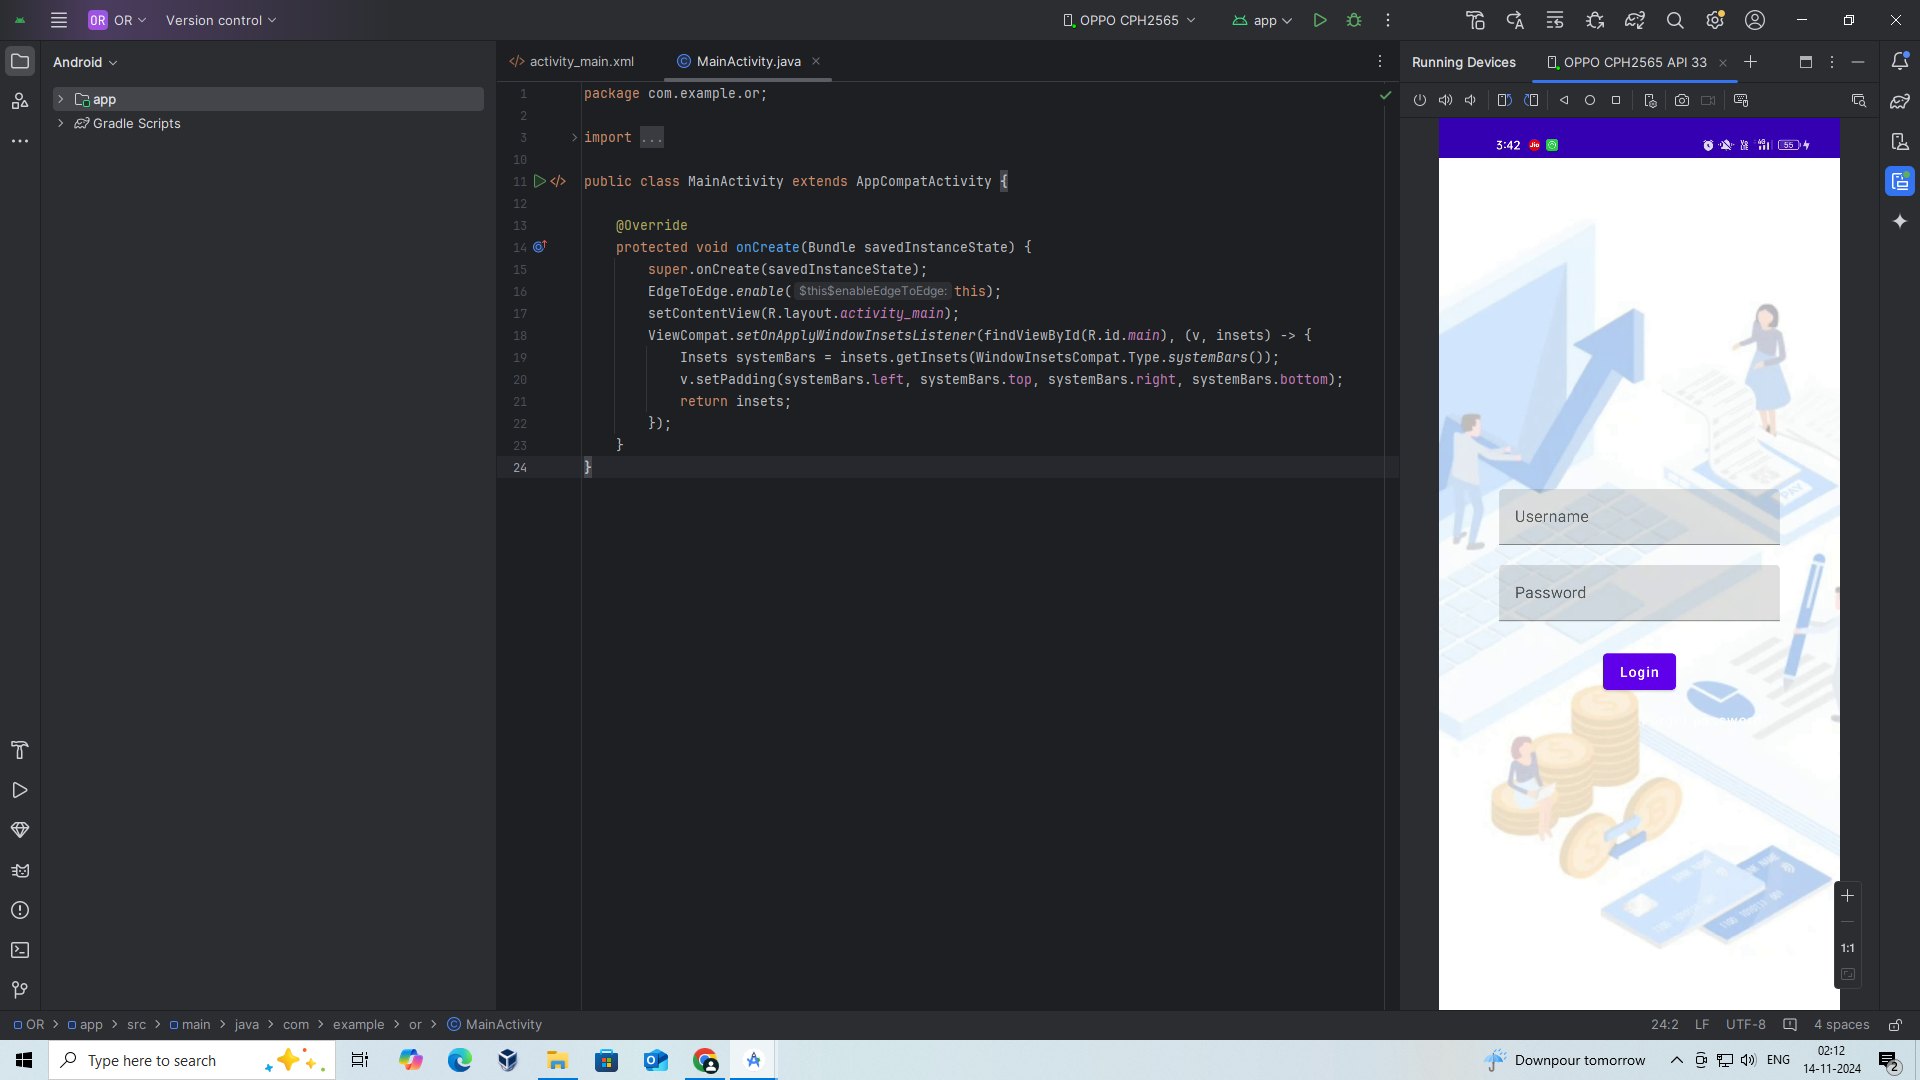 OR OR Version control OPPO CPH2565 app
Android
app
Gradle Scripts
activity_main.xml MainActivity.java
1 package com.example.or;
2
3 import ...
10
11 public class MainActivity extends AppCompatActivity {
12
13 @Override
14 protected void onCreate(Bundle savedInstanceState) {
15 super.onCreate(savedInstanceState);
16 EdgeToEdge.enable( $this$enableEdgeToEdge: this);
17 setContentView(R.layout.activity_main);
18 ViewCompat.setOnApplyWindowInsetsListener(findViewById(R.id.main), (v, insets) -> {
19 Insets systemBars = insets.getInsets(WindowInsetsCompat.Type.systemBars());
20 v.setPadding(systemBars.left, systemBars.top, systemBars.right, systemBars.bottom);
21 return insets;
22 });
23 }
24 }
Running Devices OPPO CPH2565 API 33
3:42 Jio 4G 55
PAY
Username
Password
Login
1:1
OR app src main java com example or MainActivity 24:2 LF UTF-8 4 spaces
Type here to search Downpour tomorrow ENG 02:12
14-11-2024 2